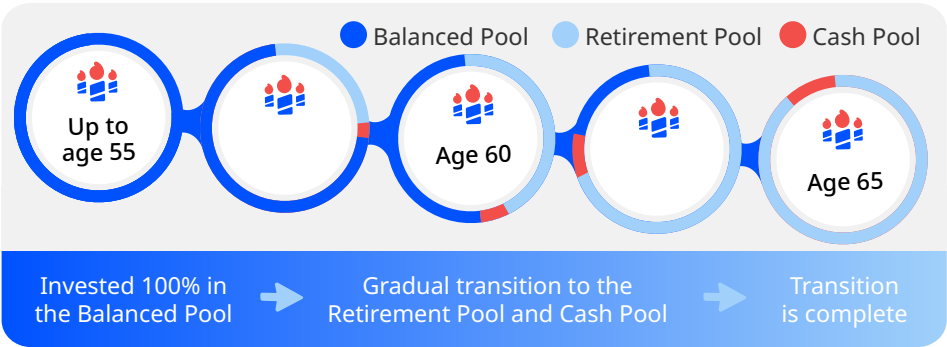 Balanced Pool
Retirement Pool
Cash Pool
Up to
age 55
Age 60
Age 65
Invested 100% in
the Balanced Pool
Gradual transition to the
Retirement Pool and Cash Pool
Transition
is complete